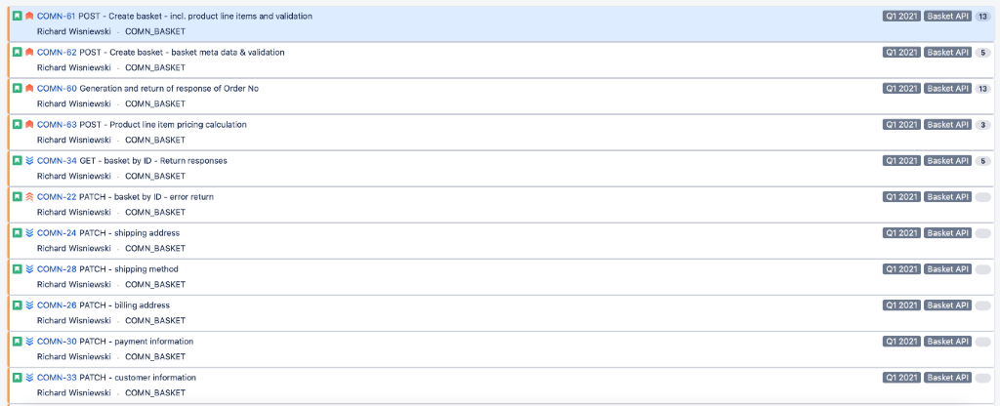 COMN-61 POST - Create basket - incl. product line items and validation Q1 2021 Basket API 13
Richard Wisniewski - COMN_BASKET
COMN-62 POST - Create basket - basket meta data & validation Q1 2021 Basket API 5
Richard Wisniewski - COMN_BASKET
COMN-60 Generation and return of response of Order No Q1 2021 Basket API 13
Richard Wisniewski - COMN_BASKET
COMN-63 POST - Product line item pricing calculation Q1 2021 Basket API 3
Richard Wisniewski - COMN_BASKET
COMN-34 GET - basket by ID - Return responses Q1 2021 Basket API 5
Richard Wisniewski - COMN_BASKET
COMN-22 PATCH - basket by ID - error return Q1 2021 Basket API
Richard Wisniewski - COMN_BASKET
COMN-24 PATCH - shipping address Q1 2021 Basket API
Richard Wisniewski - COMN_BASKET
COMN-28 PATCH - shipping method Q1 2021 Basket API
Richard Wisniewski - COMN_BASKET
COMN-26 PATCH - billing address Q1 2021 Basket API
Richard Wisniewski - COMN_BASKET
COMN-30 PATCH - payment information Q1 2021 Basket API
Richard Wisniewski - COMN_BASKET
COMN-33 PATCH - customer information Q1 2021 Basket API
Richard Wisniewski - COMN_BASKET